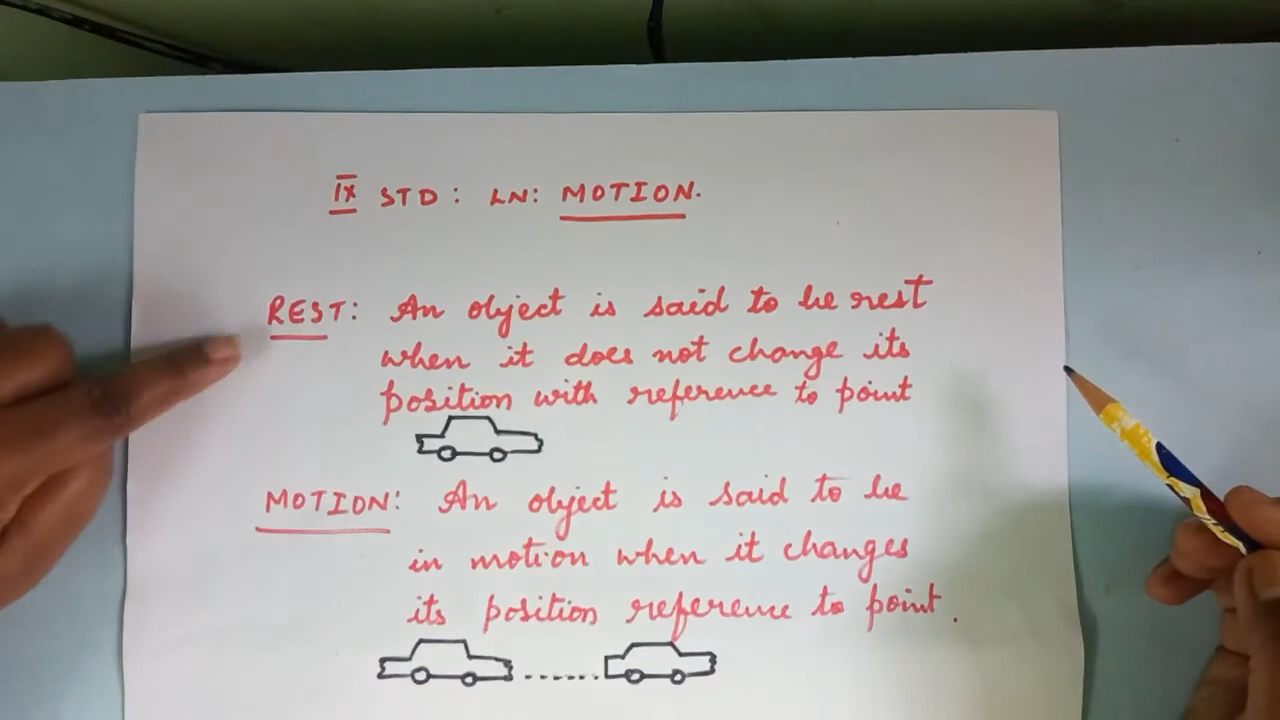 IX STD: LN: MOTION.
REST: An object is said to be rest
when it does not change its
position with reference to point
MOTION: An object is said to be
in motion when it changes
its position reference to point.